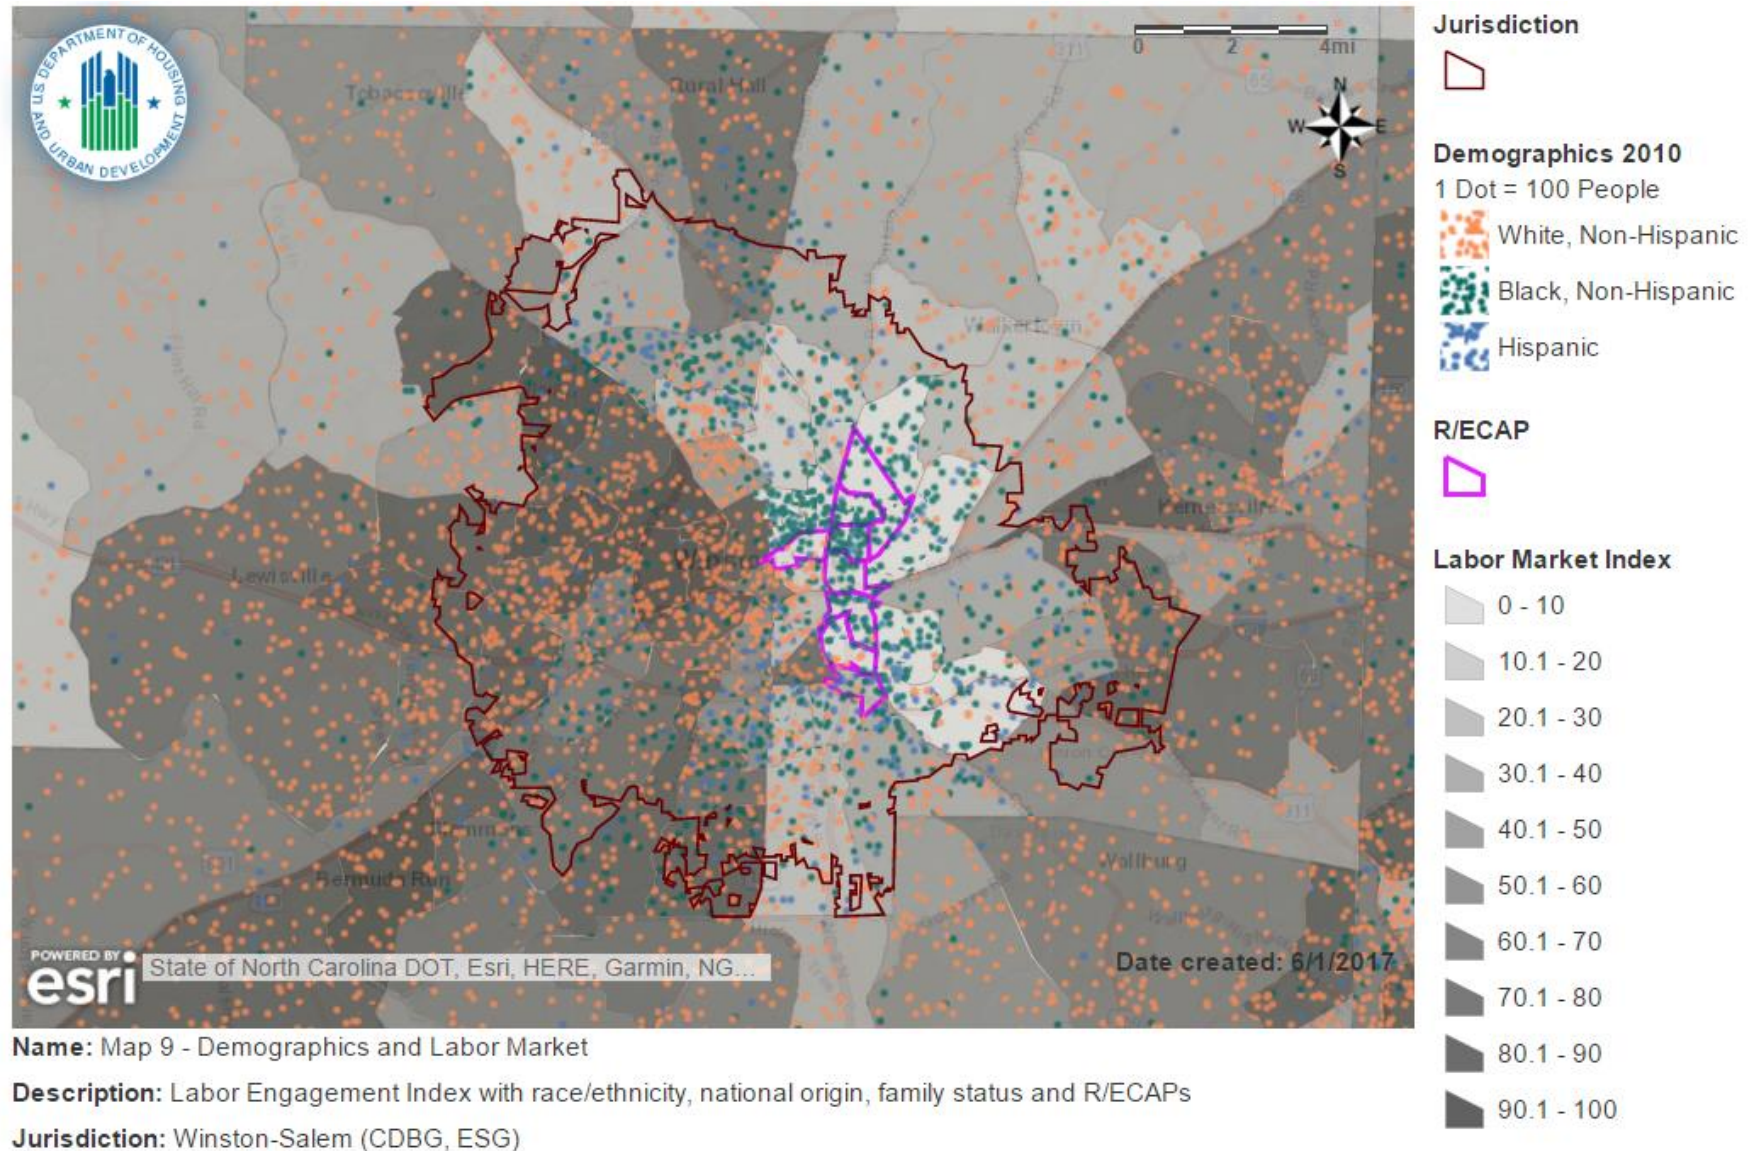 U.S. DEPARTMENT OF HOUSING
AND URBAN DEVELOPMENT
0 2 4mi
N
W E
S
311
65
Tobaccoville
Rural Hall
Walkertown
Kernersville
Lewisville
Bermuda Run
Wallburg
311
POWERED BY
esri
State of North Carolina DOT, Esri, HERE, Garmin, NG...
Date created: 6/1/2017
Jurisdiction
Demographics 2010
1 Dot = 100 People
White, Non-Hispanic
Black, Non-Hispanic
Hispanic
R/ECAP
Labor Market Index
0 - 10
10.1 - 20
20.1 - 30
30.1 - 40
40.1 - 50
50.1 - 60
60.1 - 70
70.1 - 80
80.1 - 90
90.1 - 100
Name: Map 9 - Demographics and Labor Market
Description: Labor Engagement Index with race/ethnicity, national origin, family status and R/ECAPs
Jurisdiction: Winston-Salem (CDBG, ESG)